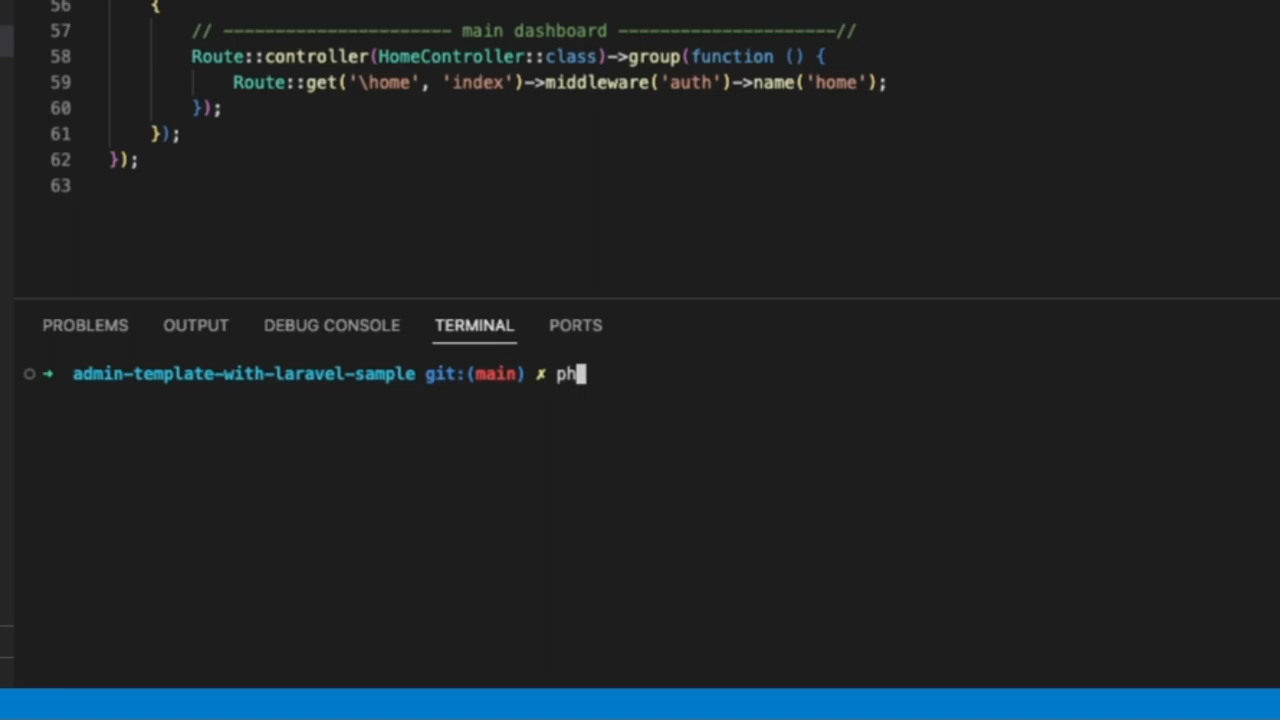 56 {
57 // ---------------------- main dashboard ---------------------//
58 Route::controller(HomeController::class)->group(function () {
59 Route::get('\home', 'index')->middleware('auth')->name('home');
60 });
61 });
62 });
63
PROBLEMS OUTPUT DEBUG CONSOLE TERMINAL PORTS
➜ admin-template-with-laravel-sample git:(main) ✗ ph